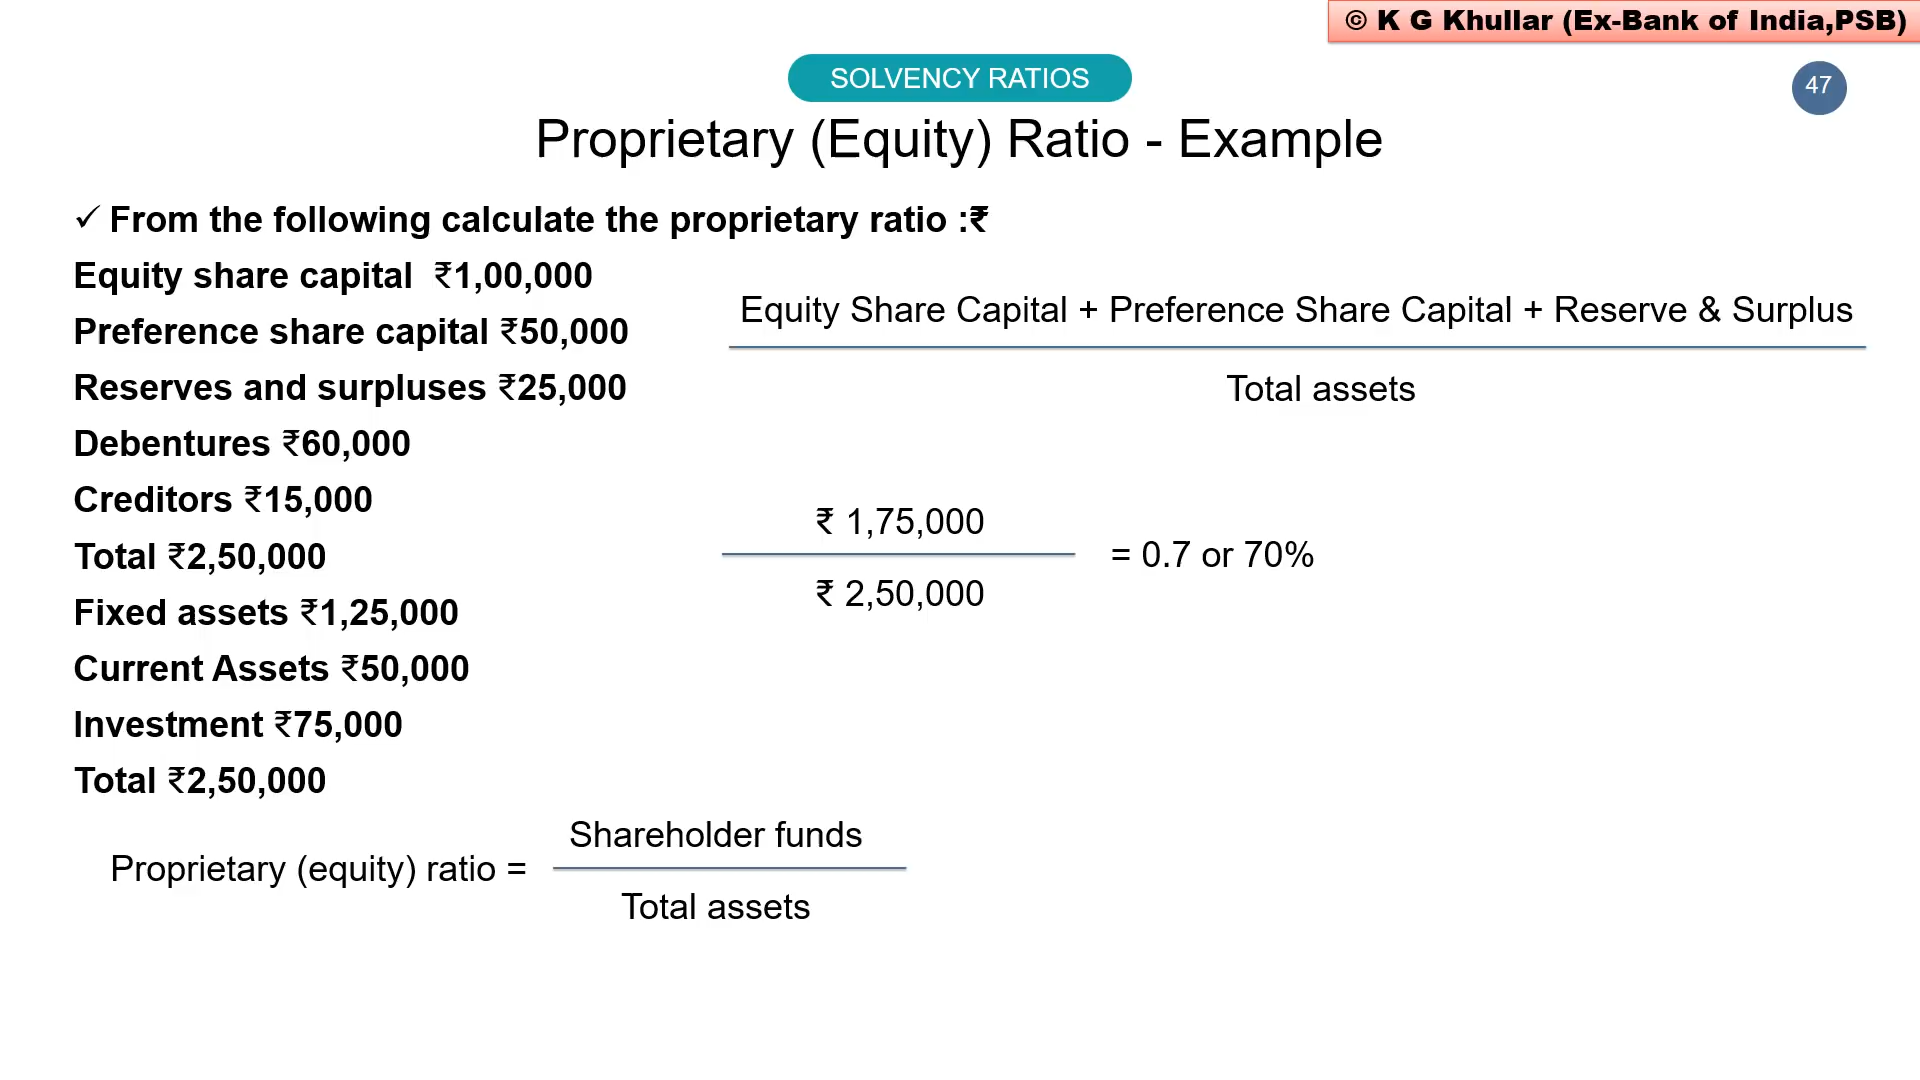 © K G Khullar (Ex-Bank of India,PSB)
SOLVENCY RATIOS
47
Proprietary (Equity) Ratio - Example
✓ From the following calculate the proprietary ratio :₹
Equity share capital ₹1,00,000
Preference share capital ₹50,000
Reserves and surpluses ₹25,000
Debentures ₹60,000
Creditors ₹15,000
Total ₹2,50,000
Fixed assets ₹1,25,000
Current Assets ₹50,000
Investment ₹75,000
Total ₹2,50,000
Equity Share Capital + Preference Share Capital + Reserve & Surplus
Total assets
₹ 1,75,000
₹ 2,50,000
= 0.7 or 70%
Proprietary (equity) ratio =
Shareholder funds
Total assets